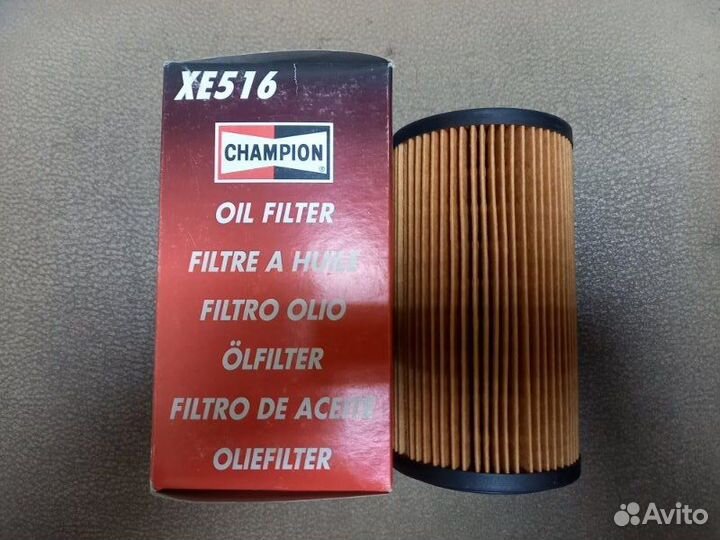 XE516
CHAMPION
®
OIL FILTER
FILTRE A HUILE
FILTRO OLIO
ÖLFILTER
FILTRO DE ACEITE
OLIEFILTER
Avito